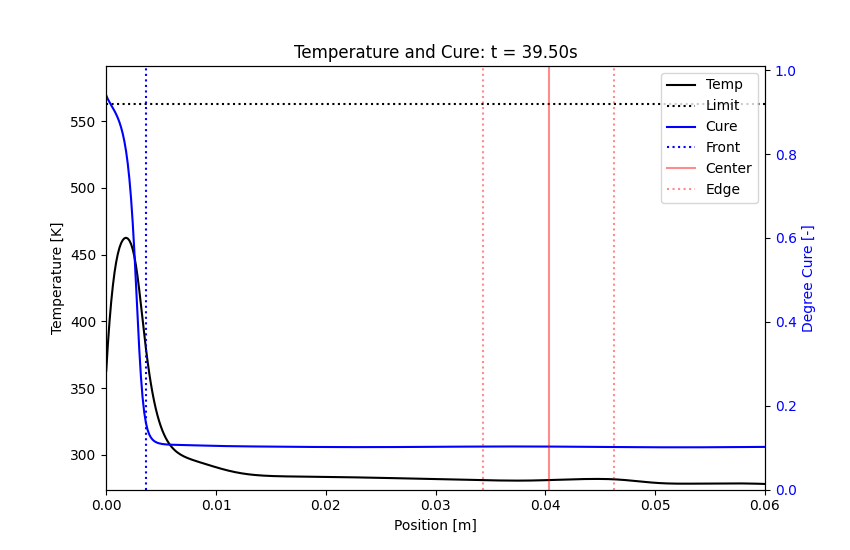 Temperature and Cure: t = 39.50s
Temp
Limit
Cure
Front
Center
Edge
Temperature [K]
550
500
450
400
350
300
Degree Cure [-]
1.0
0.8
0.6
0.4
0.2
0.0
0.00 0.01 0.02 0.03 0.04 0.05 0.06
Position [m]